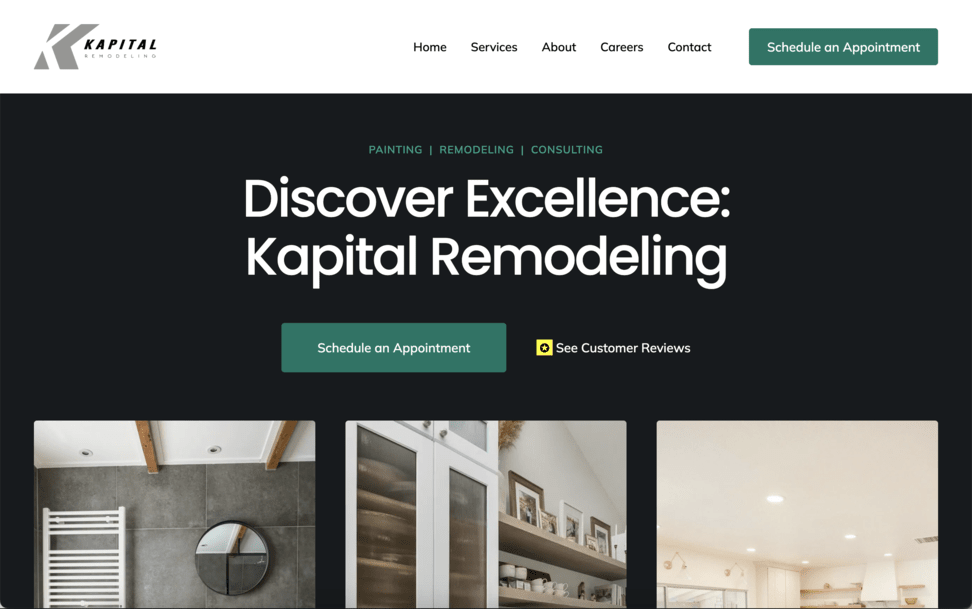 KAPITAL
REMODELING
Home Services About Careers Contact Schedule an Appointment
PAINTING | REMODELING | CONSULTING
Discover Excellence:
Kapital Remodeling
Schedule an Appointment See Customer Reviews